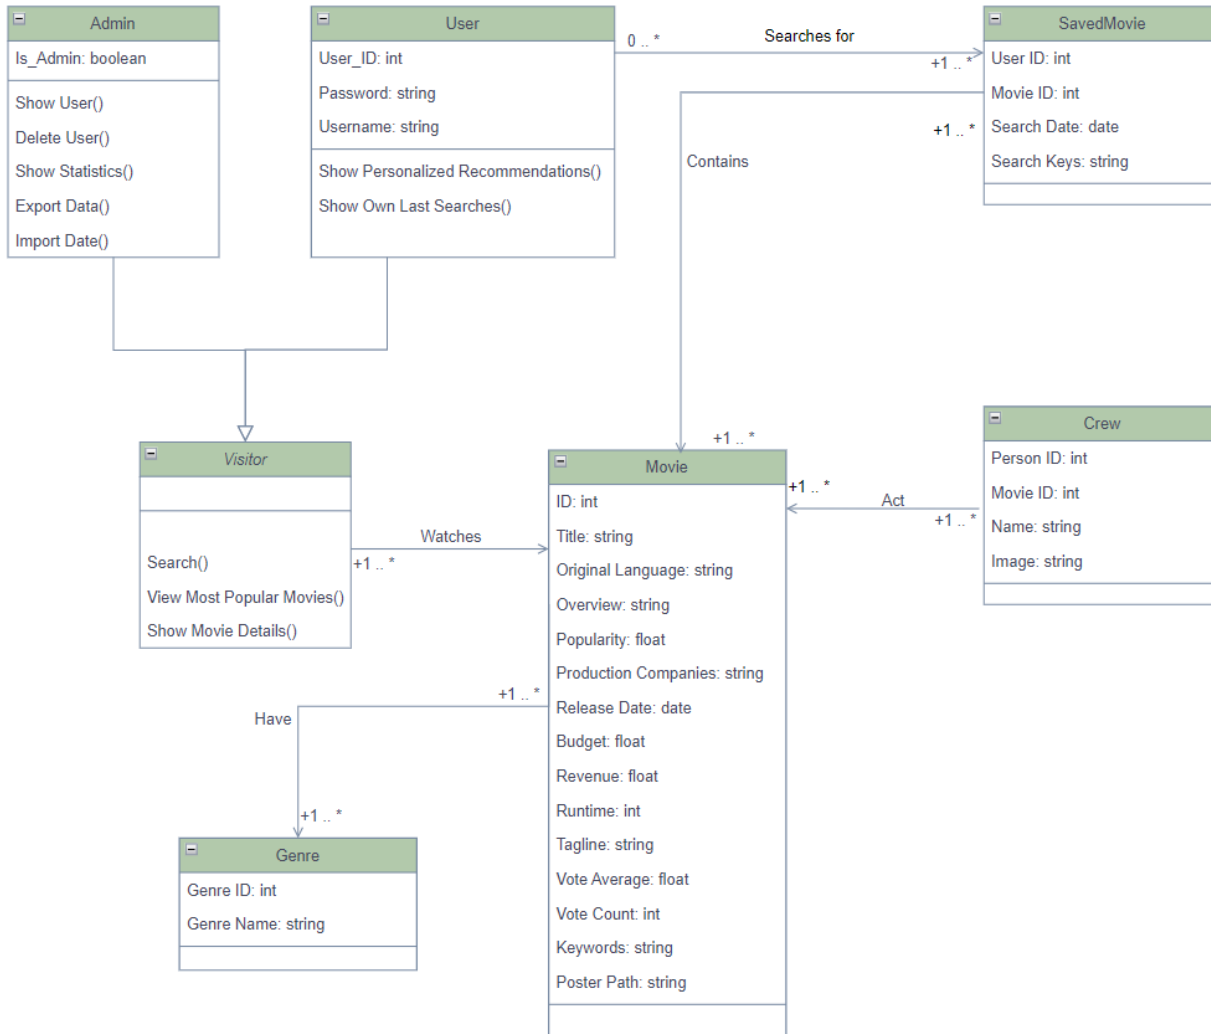 Admin
Is_Admin: boolean
Show User()
Delete User()
Show Statistics()
Export Data()
Import Date()
User
User_ID: int
Password: string
Username: string
Show Personalized Recommendations()
Show Own Last Searches()
0 .. *
Searches for
+1 .. *
SavedMovie
User ID: int
Movie ID: int
Search Date: date
Search Keys: string
+1 .. *
Contains
+1 .. *
Visitor
Search()
View Most Popular Movies()
Show Movie Details()
Watches
+1 .. *
Movie
ID: int
Title: string
Original Language: string
Overview: string
Popularity: float
Production Companies: string
Release Date: date
Budget: float
Revenue: float
Runtime: int
Tagline: string
Vote Average: float
Vote Count: int
Keywords: string
Poster Path: string
+1 .. *
Act
+1 .. *
Crew
Person ID: int
Movie ID: int
Name: string
Image: string
+1 .. *
Have
+1 .. *
Genre
Genre ID: int
Genre Name: string